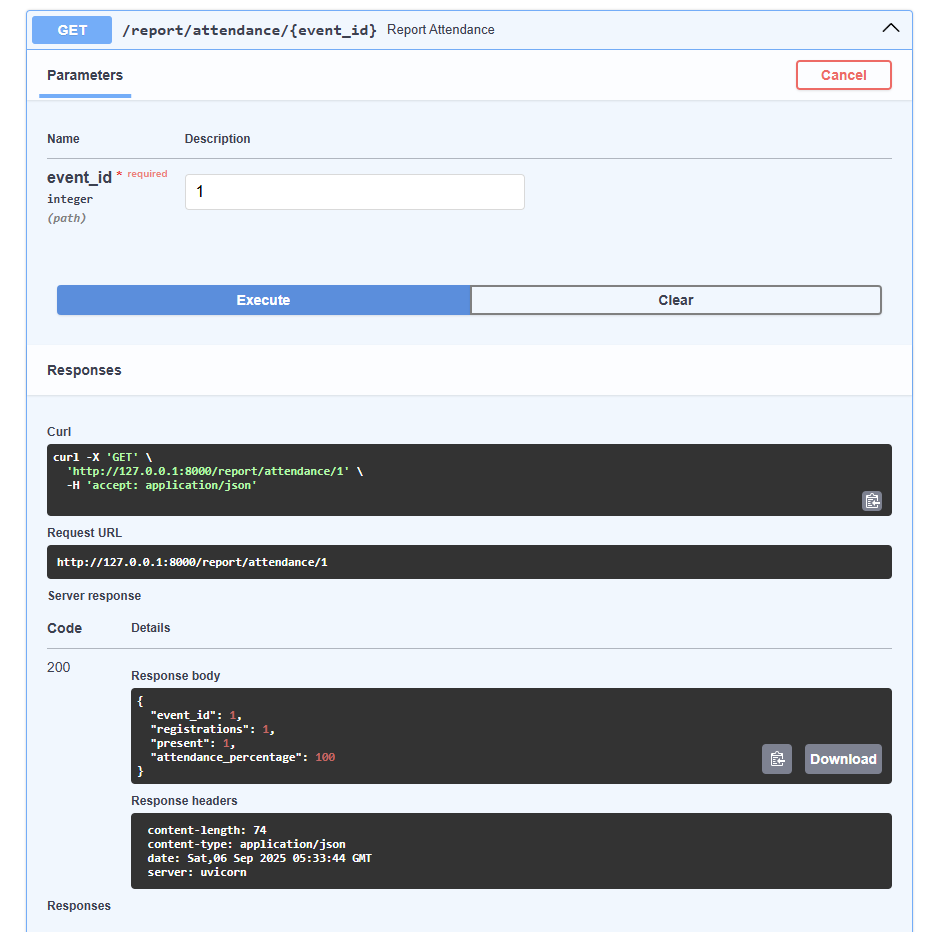 GET /report/attendance/{event_id} Report Attendance
Parameters Cancel
Name Description
event_id * required
integer
(path)
1
Execute Clear
Responses
Curl
curl -X 'GET' \
  'http://127.0.0.1:8000/report/attendance/1' \
  -H 'accept: application/json'
Request URL
http://127.0.0.1:8000/report/attendance/1
Server response
Code Details
200
Response body
{
  "event_id": 1,
  "registrations": 1,
  "present": 1,
  "attendance_percentage": 100
}
Download
Response headers
content-length: 74
content-type: application/json
date: Sat,06 Sep 2025 05:33:44 GMT
server: uvicorn
Responses